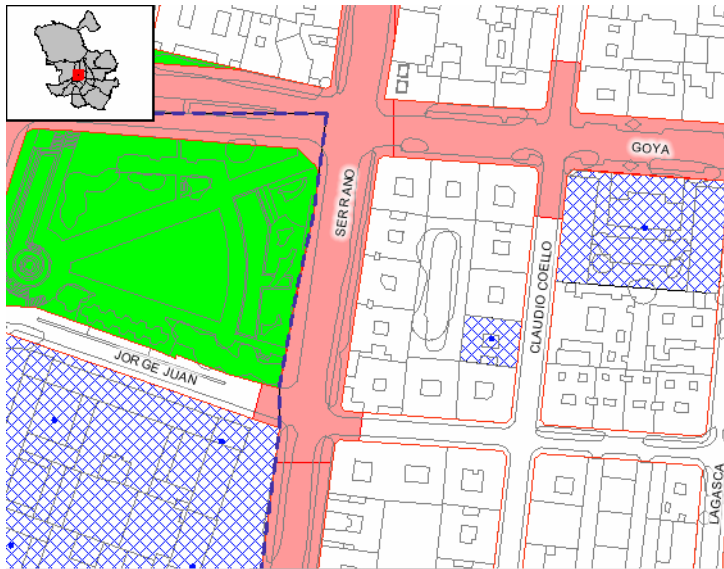 GOYA
SERRANO
CLAUDIO COELLO
JORGE JUAN
LAGASCA